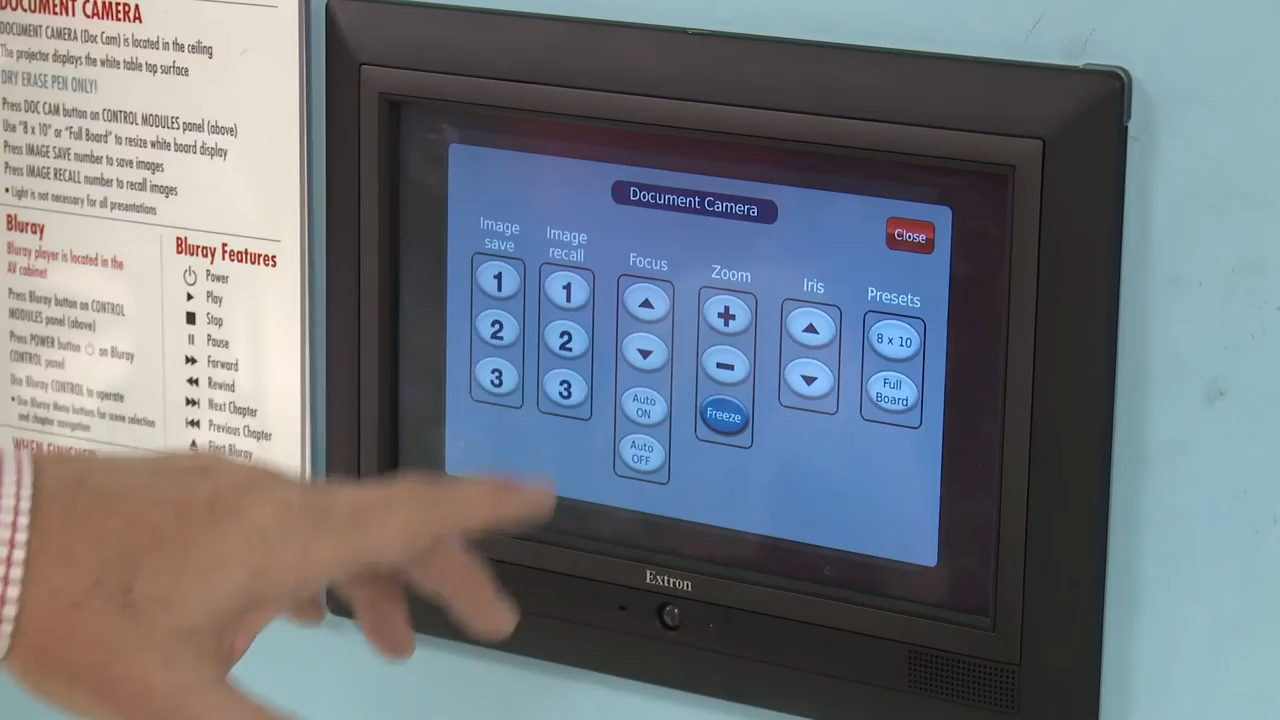 DOCUMENT CAMERA
DOCUMENT CAMERA (Doc Cam) is located in the ceiling
The projector displays the white table top surface
DRY ERASE PEN ONLY!
Press DOC CAM button on CONTROL MODULES panel (above)
Use "8 x 10" or "Full Board" to resize white board display
Press IMAGE SAVE number to save images
Press IMAGE RECALL number to recall images
• Light is not necessary for all presentations
Bluray
Bluray player is located in the
AV cabinet
Press Bluray button on CONTROL
MODULES panel (above)
Press POWER button on Bluray
CONTROL panel
Use Bluray CONTROL to operate
• Use Bluray Menu buttons for scene selection
and chapter navigation
WHEN FINISHED
Bluray Features
Power
Play
Stop
Pause
Forward
Rewind
Next Chapter
Previous Chapter
Document Camera
Close
Image
save
1
2
3
Image
recall
1
2
3
Focus
Auto
ON
Auto
OFF
Zoom
+
-
Freeze
Iris
Presets
8 x 10
Full
Board
Extron